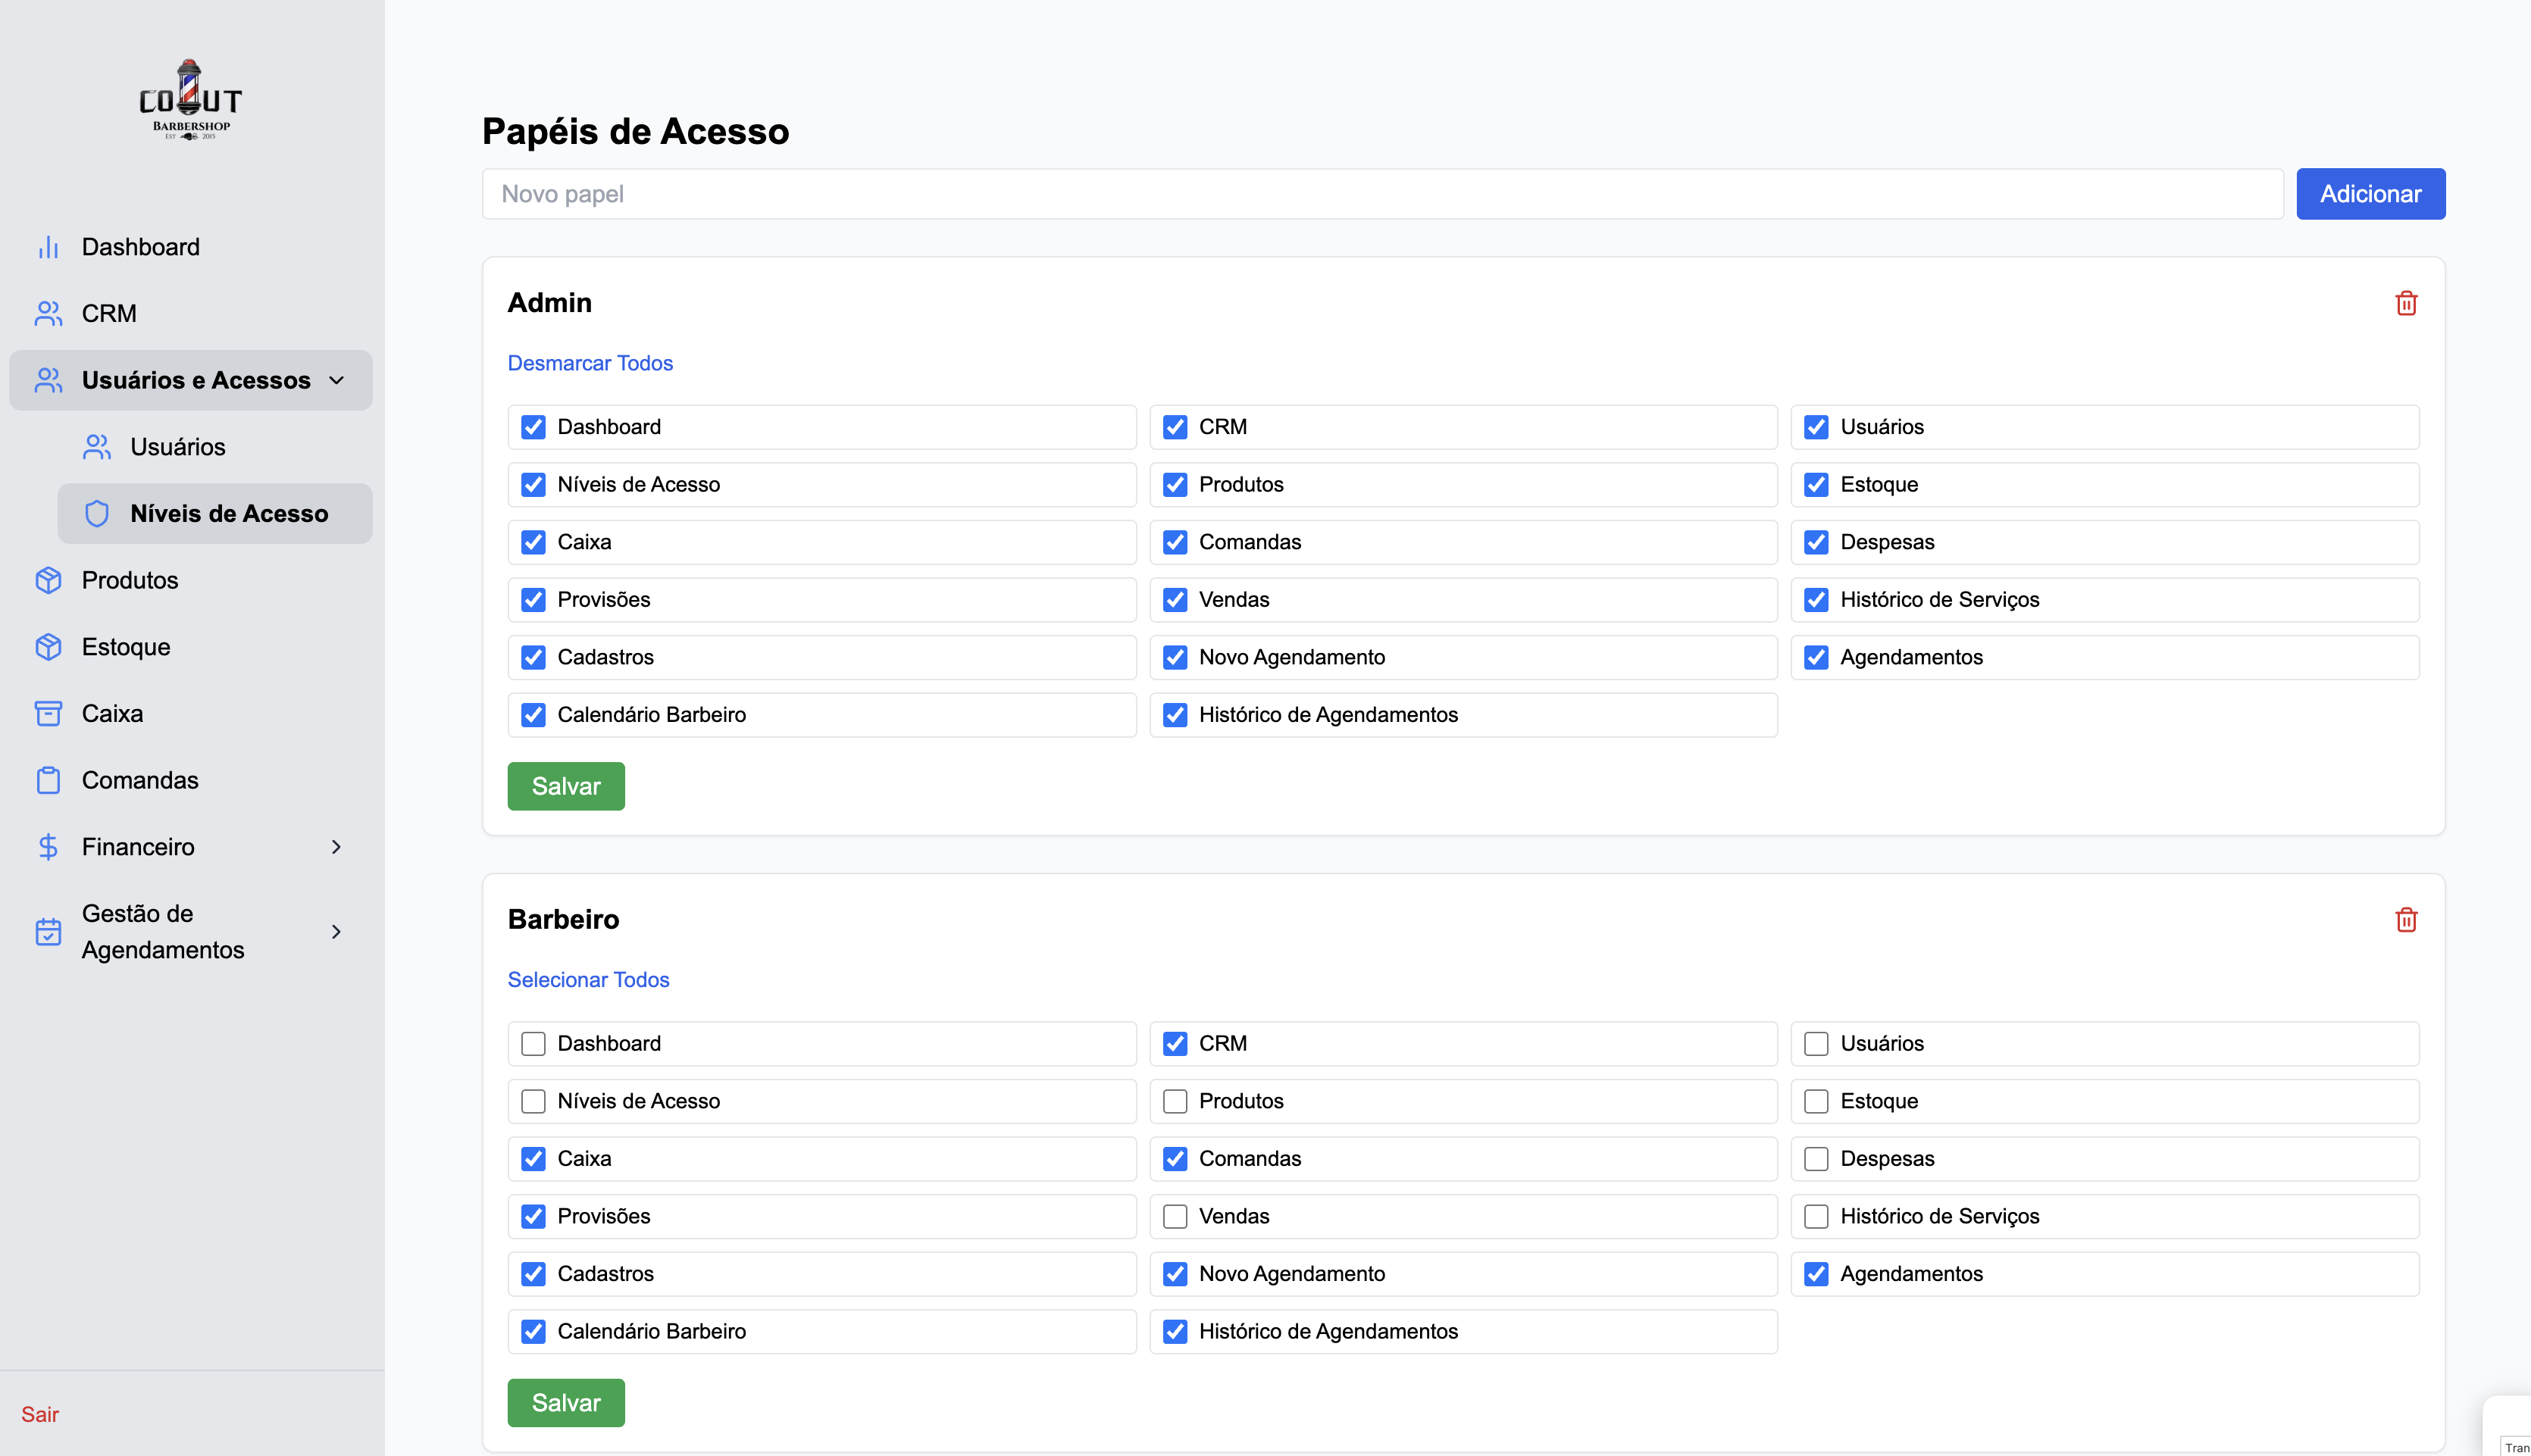 CO UT
BARBERSHOP
EST 2015
Dashboard
CRM
Usuários e Acessos
Usuários
Níveis de Acesso
Produtos
Estoque
Caixa
Comandas
Financeiro
Gestão de
Agendamentos
Sair
Papéis de Acesso
Novo papel
Adicionar
Admin
Desmarcar Todos
Dashboard
CRM
Usuários
Níveis de Acesso
Produtos
Estoque
Caixa
Comandas
Despesas
Provisões
Vendas
Histórico de Serviços
Cadastros
Novo Agendamento
Agendamentos
Calendário Barbeiro
Histórico de Agendamentos
Salvar
Barbeiro
Selecionar Todos
Dashboard
CRM
Usuários
Níveis de Acesso
Produtos
Estoque
Caixa
Comandas
Despesas
Provisões
Vendas
Histórico de Serviços
Cadastros
Novo Agendamento
Agendamentos
Calendário Barbeiro
Histórico de Agendamentos
Salvar
Tran